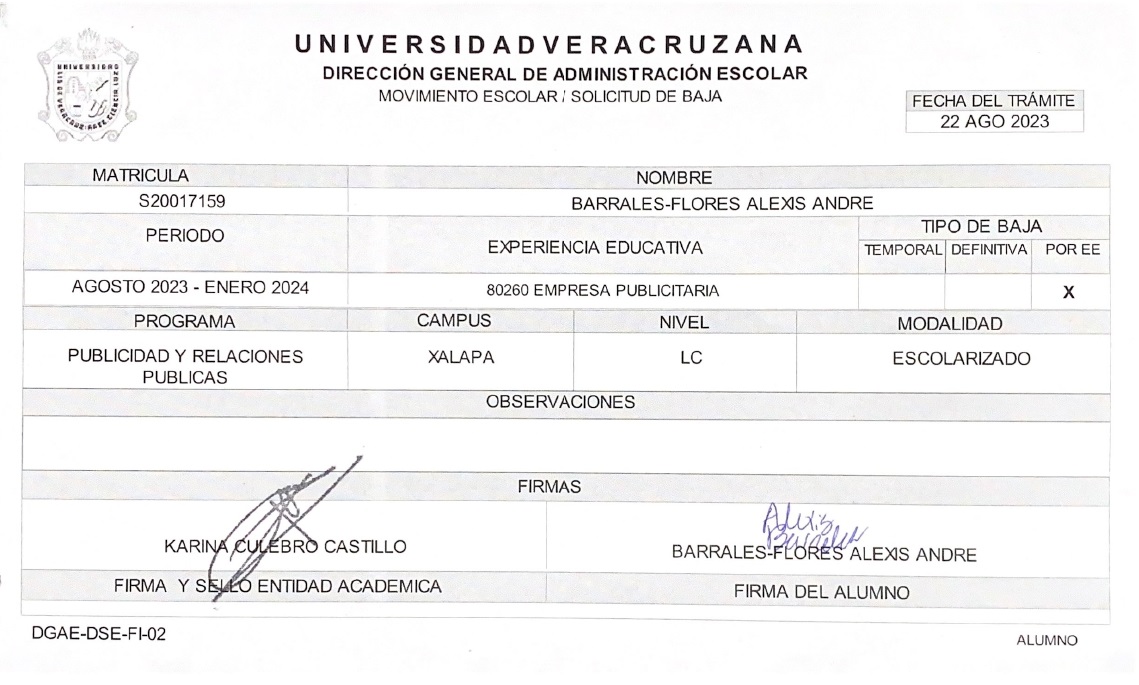 UNIVERSIDAD VERACRUZANA
DIRECCIÓN GENERAL DE ADMINISTRACIÓN ESCOLAR
MOVIMIENTO ESCOLAR / SOLICITUD DE BAJA
FECHA DEL TRÁMITE
22 AGO 2023
MATRICULA NOMBRE
S20017159 BARRALES-FLORES ALEXIS ANDRE
PERIODO EXPERIENCIA EDUCATIVA TIPO DE BAJA
TEMPORAL DEFINITIVA POR EE
AGOSTO 2023 - ENERO 2024 80260 EMPRESA PUBLICITARIA X
PROGRAMA CAMPUS NIVEL MODALIDAD
PUBLICIDAD Y RELACIONES XALAPA LC ESCOLARIZADO
PUBLICAS
OBSERVACIONES
FIRMAS
Alexis
Barrales
KARINA CULEBRO CASTILLO BARRALES-FLORES ALEXIS ANDRE
FIRMA Y SELLO ENTIDAD ACADEMICA FIRMA DEL ALUMNO
DGAE-DSE-FI-02 ALUMNO